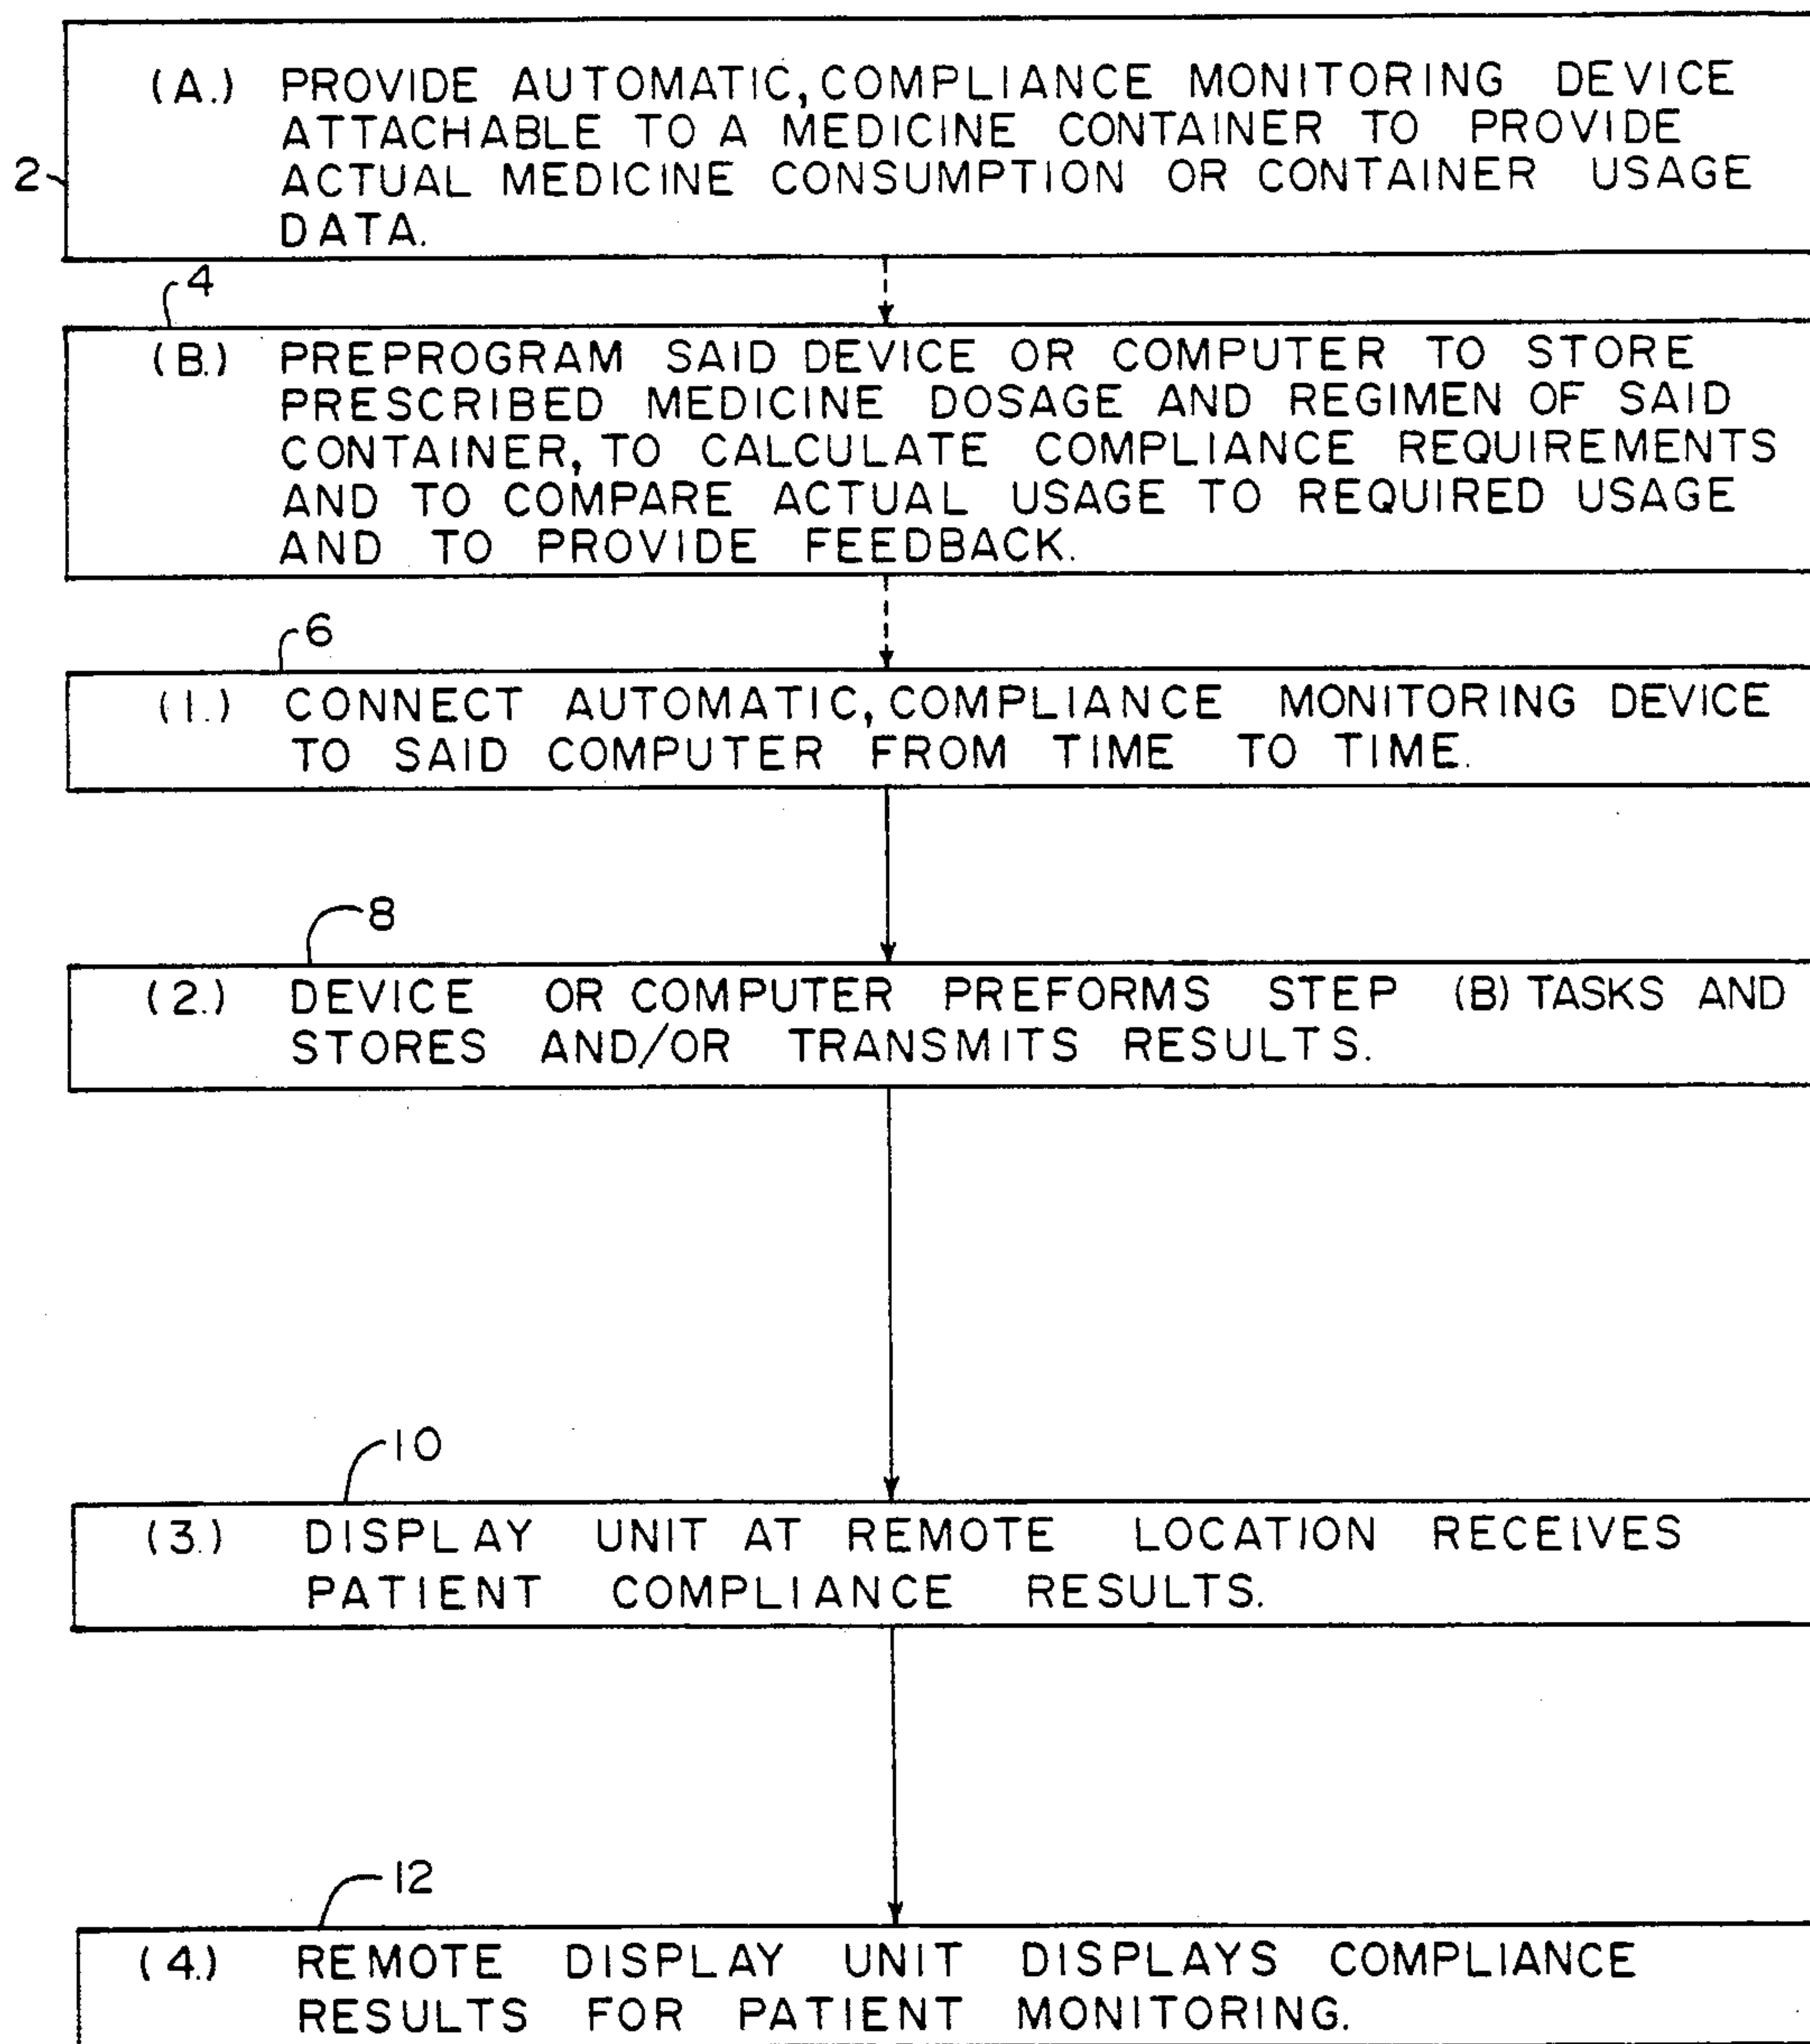 (A.) PROVIDE AUTOMATIC, COMPLIANCE MONITORING DEVICE
ATTACHABLE TO A MEDICINE CONTAINER TO PROVIDE
2 ACTUAL MEDICINE CONSUMPTION OR CONTAINER USAGE
DATA.
4
(B.) PREPROGRAM SAID DEVICE OR COMPUTER TO STORE
PRESCRIBED MEDICINE DOSAGE AND REGIMEN OF SAID
CONTAINER, TO CALCULATE COMPLIANCE REQUIREMENTS
AND TO COMPARE ACTUAL USAGE TO REQUIRED USAGE
AND TO PROVIDE FEEDBACK.
6
(1.) CONNECT AUTOMATIC, COMPLIANCE MONITORING DEVICE
TO SAID COMPUTER FROM TIME TO TIME.
8
(2.) DEVICE OR COMPUTER PREFORMS STEP (B) TASKS AND
STORES AND/OR TRANSMITS RESULTS.
10
(3.) DISPLAY UNIT AT REMOTE LOCATION RECEIVES
PATIENT COMPLIANCE RESULTS.
12
(4.) REMOTE DISPLAY UNIT DISPLAYS COMPLIANCE
RESULTS FOR PATIENT MONITORING.